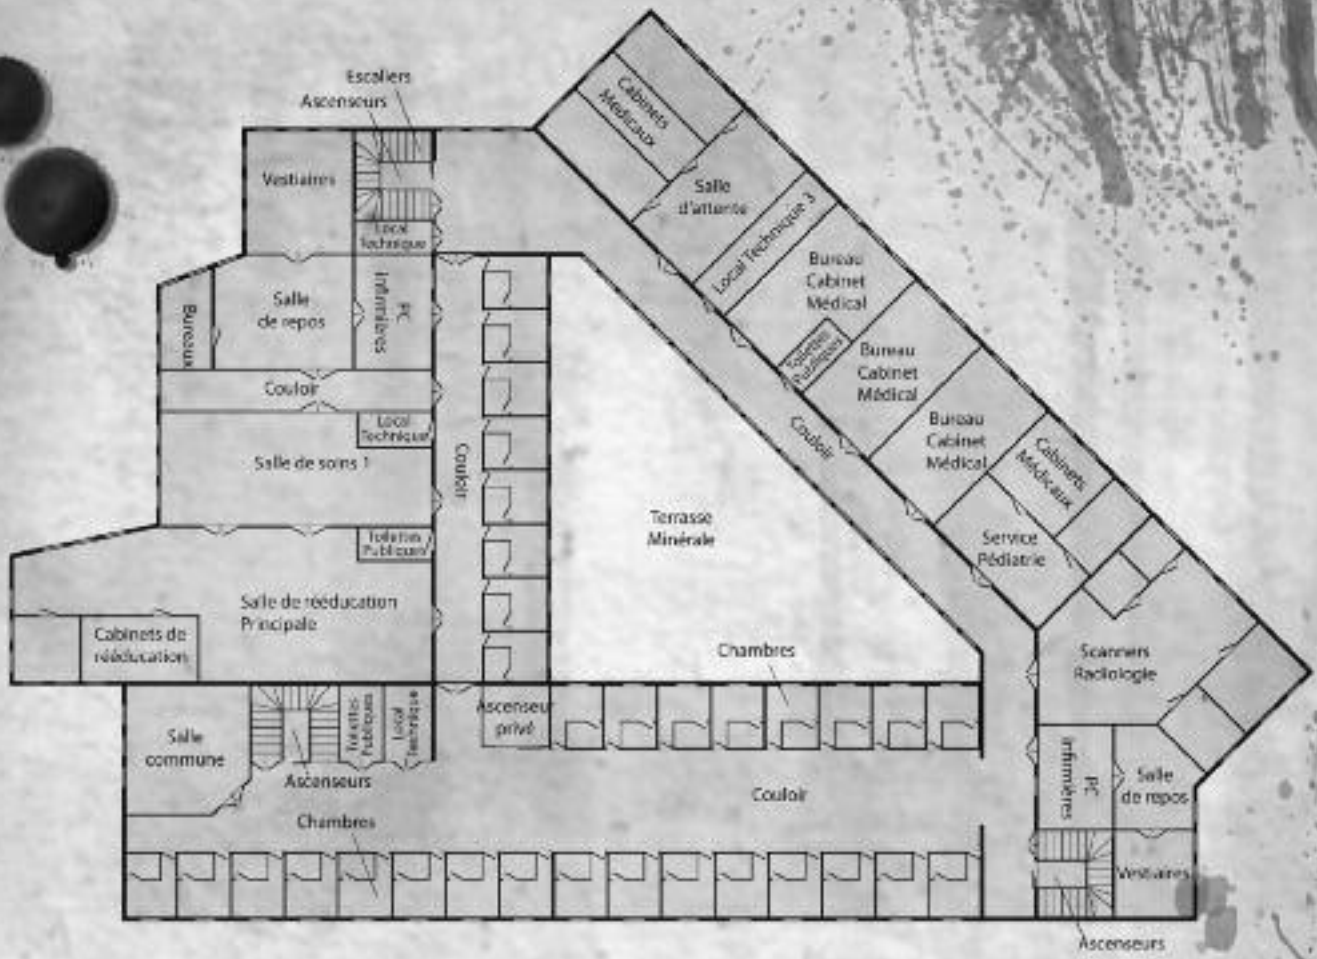 Escaliers
Ascenseurs
Vestiaires
Local
Technique
Cabinets
Médicaux
Salle
d'attente
Local Technique 3
Bureau
Cabinet
Médical
Toilettes
Publiques
Bureau
Cabinet
Médical
Bureau
Cabinet
Médical
Cabinets
Médicaux
Service
Pédiatrie
Scanners
Radiologie
Bureaux
Salle
de repos
PC
infirmières
Couloir
Local
Technique
Salle de soins 1
Couloir
Couloir
Toilettes
Publiques
Terrasse
Minérale
Salle de rééducation
Principale
Cabinets de
rééducation
Chambres
Salle
commune
Toilettes
Publiques
Local
Technique
Ascenseur
privé
Ascenseurs
Couloir
Chambres
PC
infirmières
Salle
de repos
Vestiaires
Ascenseurs